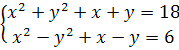 x² + y² + x + y = 18
x² − y² + x − y = 6